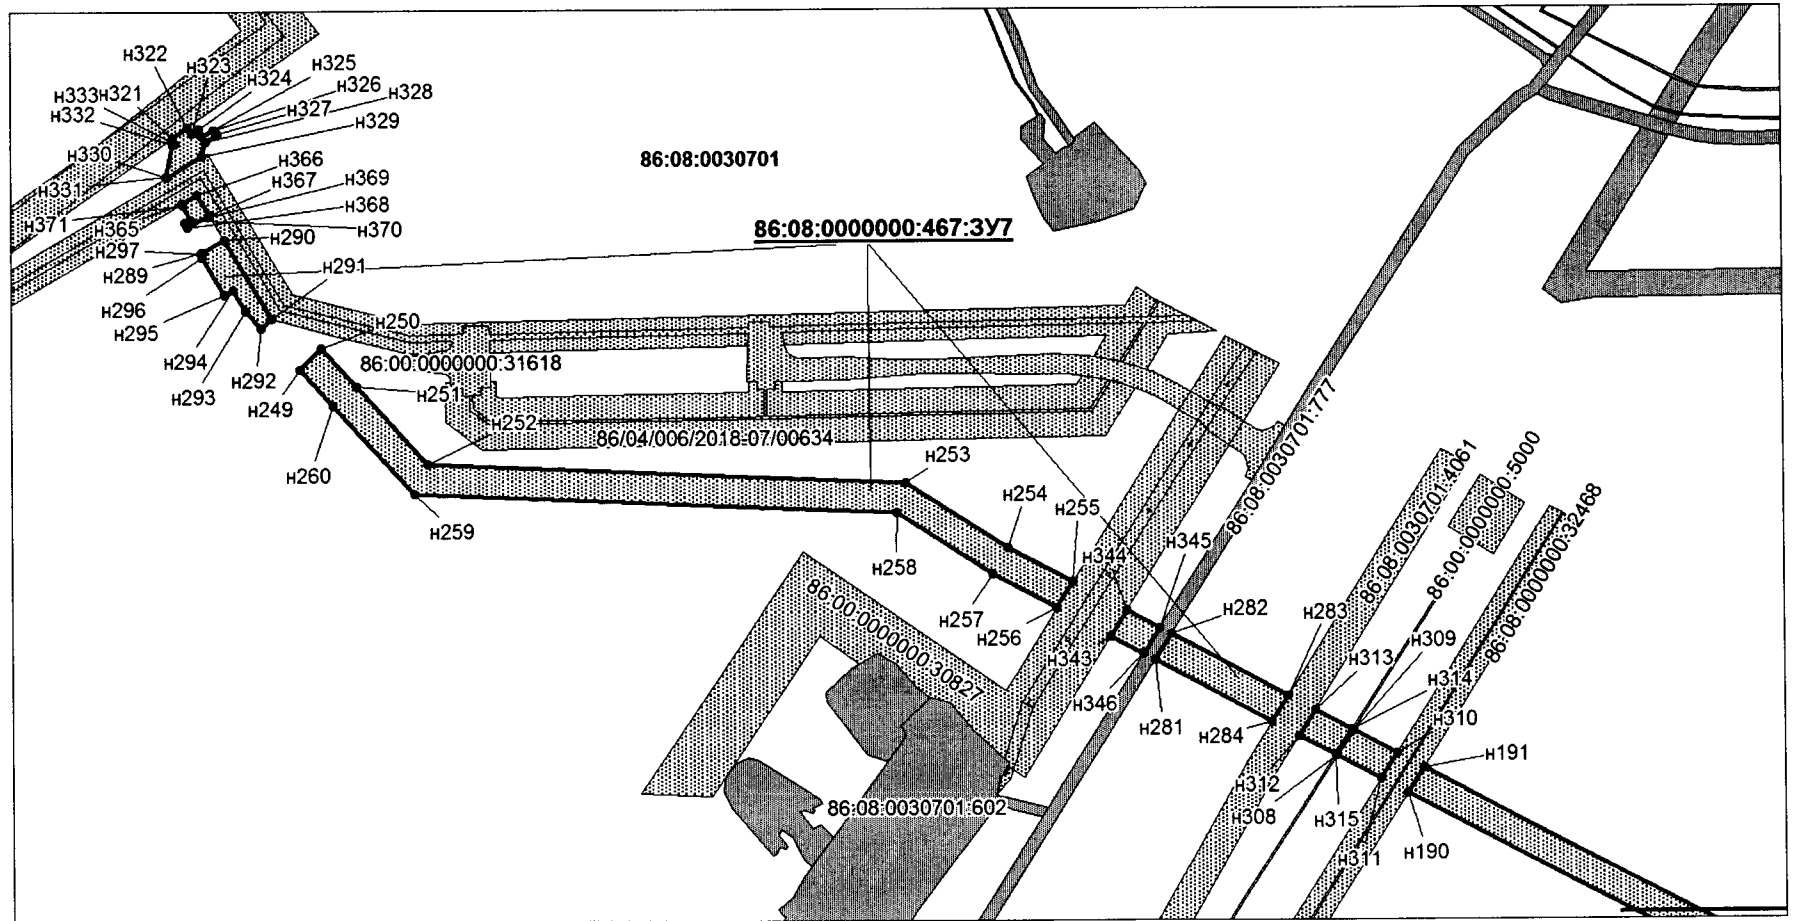 н322
н323
н324
н325
н326
н328
н327
н329
н333
н321
н332
н330
н331
н366
н367
н369
н368
н370
н371
н365
н290
н297
н289
н291
н296
н295
н250
н294
н293
н292
н249
н251
н252
н260
н259
86:08:0030701
86:08:0000000:467:ЗУ7
86:00:0000000:31618
86/04/006/2018-07/00634
н253
н254
н255
н258
н257
н256
н344
н345
н343
н346
н281
н282
н283
н284
86:08:0030701:777
86:08:0030701:4061
86:00:0000000:5000
86:08:0000000:32468
86:00:0000000:30827
86:08:0030701:602
н309
н313
н314
н310
н191
н312
н308
н315
н311
н190